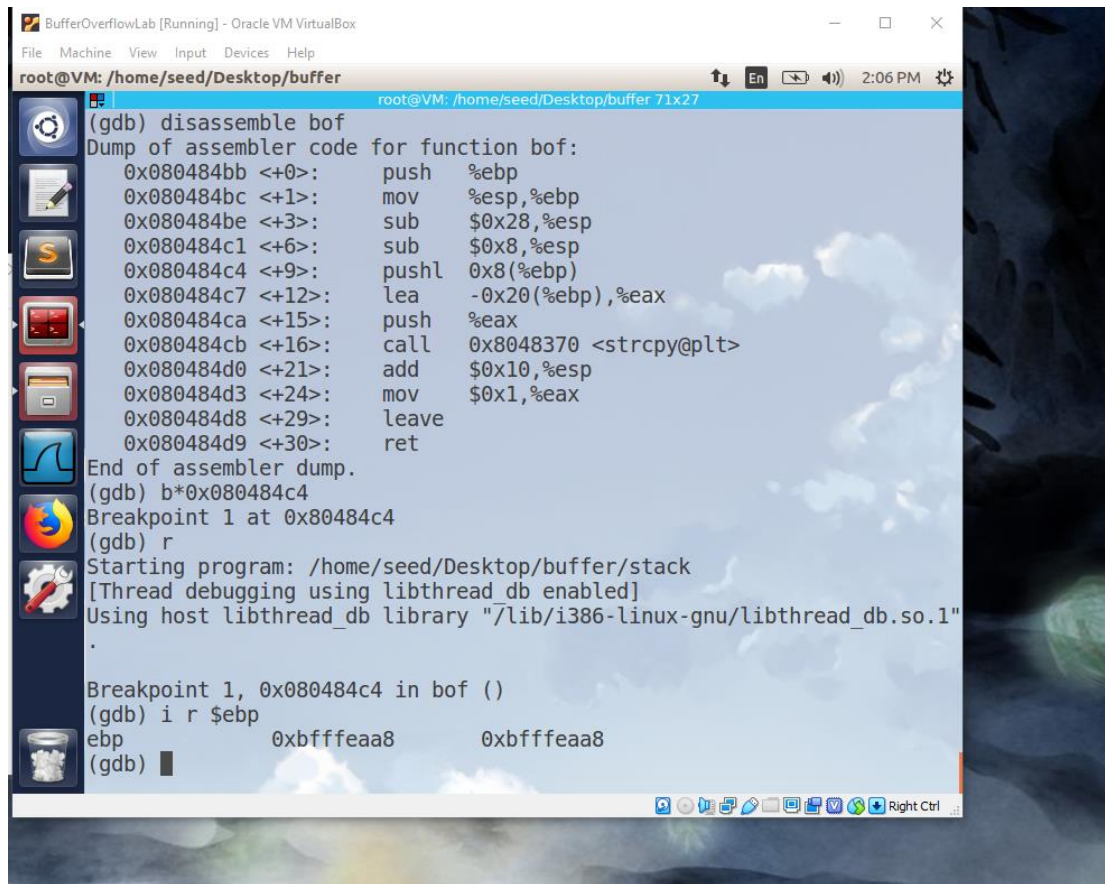 BufferOverflowLab [Running] - Oracle VM VirtualBox
File Machine View Input Devices Help
root@VM: /home/seed/Desktop/buffer En 2:06 PM
root@VM: /home/seed/Desktop/buffer 71x27
(gdb) disassemble bof
Dump of assembler code for function bof:
0x080484bb <+0>: push %ebp
0x080484bc <+1>: mov %esp,%ebp
0x080484be <+3>: sub $0x28,%esp
0x080484c1 <+6>: sub $0x8,%esp
0x080484c4 <+9>: pushl 0x8(%ebp)
0x080484c7 <+12>: lea -0x20(%ebp),%eax
0x080484ca <+15>: push %eax
0x080484cb <+16>: call 0x8048370 <strcpy@plt>
0x080484d0 <+21>: add $0x10,%esp
0x080484d3 <+24>: mov $0x1,%eax
0x080484d8 <+29>: leave
0x080484d9 <+30>: ret
End of assembler dump.
(gdb) b*0x080484c4
Breakpoint 1 at 0x80484c4
(gdb) r
Starting program: /home/seed/Desktop/buffer/stack
[Thread debugging using libthread_db enabled]
Using host libthread_db library "/lib/i386-linux-gnu/libthread_db.so.1"
.
Breakpoint 1, 0x080484c4 in bof ()
(gdb) i r $ebp
ebp 0xbfffeaa8 0xbfffeaa8
(gdb)
Right Ctrl